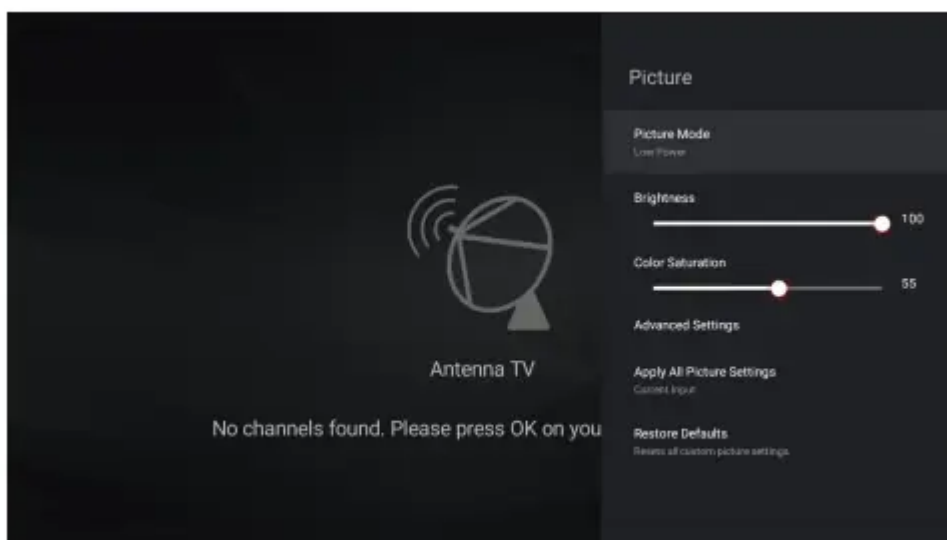 Picture
Picture Mode
Low Power
Brightness
100
Color Saturation
55
Advanced Settings
Apply All Picture Settings
Current Input
Restore Defaults
Resets all custom picture settings.
Antenna TV
No channels found. Please press OK on you